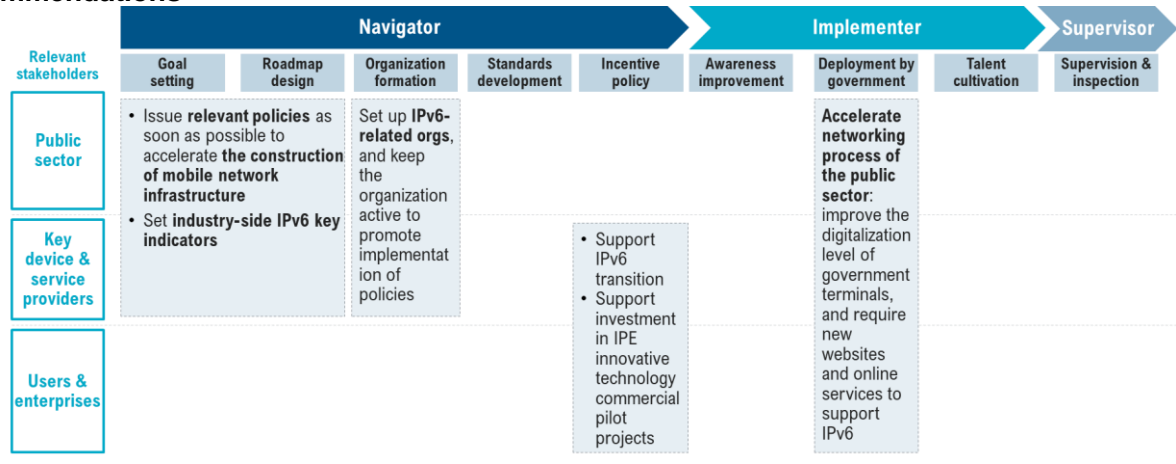 Navigator
Implementer
Supervisor
Relevant
stakeholders
Goal
setting
Roadmap
design
Organization
formation
Standards
development
Incentive
policy
Awareness
improvement
Deployment by
government
Talent
cultivation
Supervision &
inspection
Public
sector
• Issue relevant policies as
soon as possible to
accelerate the construction
of mobile network
infrastructure
• Set industry-side IPv6 key
indicators
Set up IPv6-
related orgs,
and keep
the
organization
active to
promote
implementat
ion of
policies
Accelerate
networking
process of
the public
sector:
improve the
digitalization
level of
government
terminals,
and require
new
websites
and online
services to
support
IPv6
Key
device &
service
providers
• Support
IPv6
transition
• Support
investment
in IPE
innovative
technology
commercial
pilot
projects
Users &
enterprises